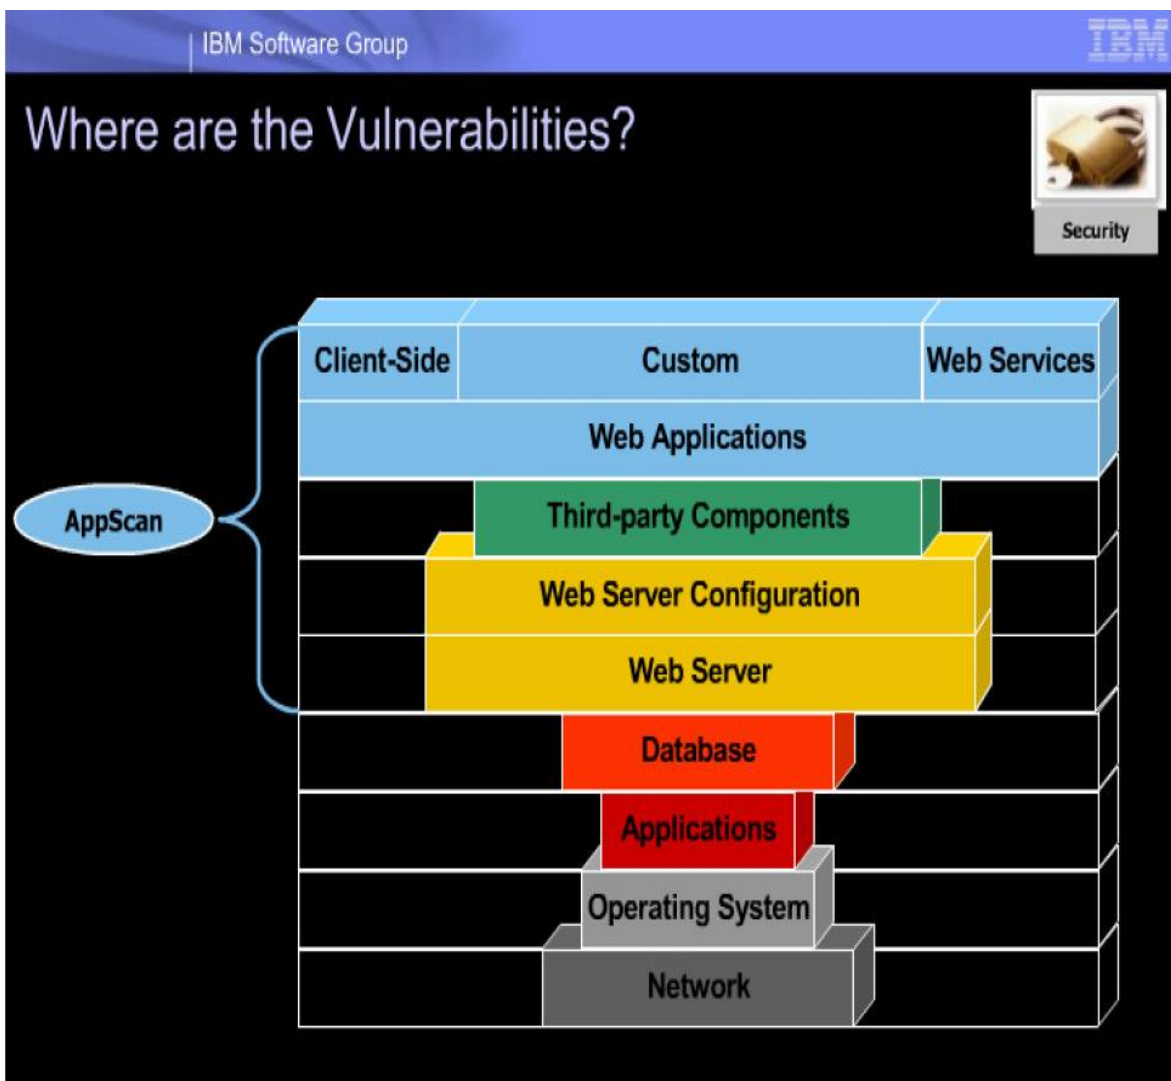 IBM Software Group
IBM
Where are the Vulnerabilities?
Security
Client-Side
Custom
Web Services
Web Applications
AppScan
Third-party Components
Web Server Configuration
Web Server
Database
Applications
Operating System
Network